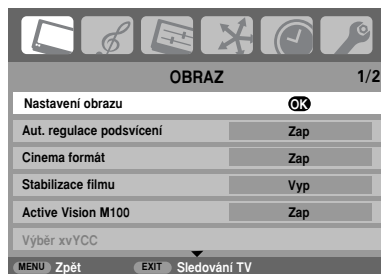 OBRAZ 1/2
Nastavení obrazu OK
Aut. regulace podsvícení Zap
Cinema formát Zap
Stabilizace filmu Vyp
Active Vision M100 Zap
Výběr xvYCC
MENU Zpět EXIT Sledování TV